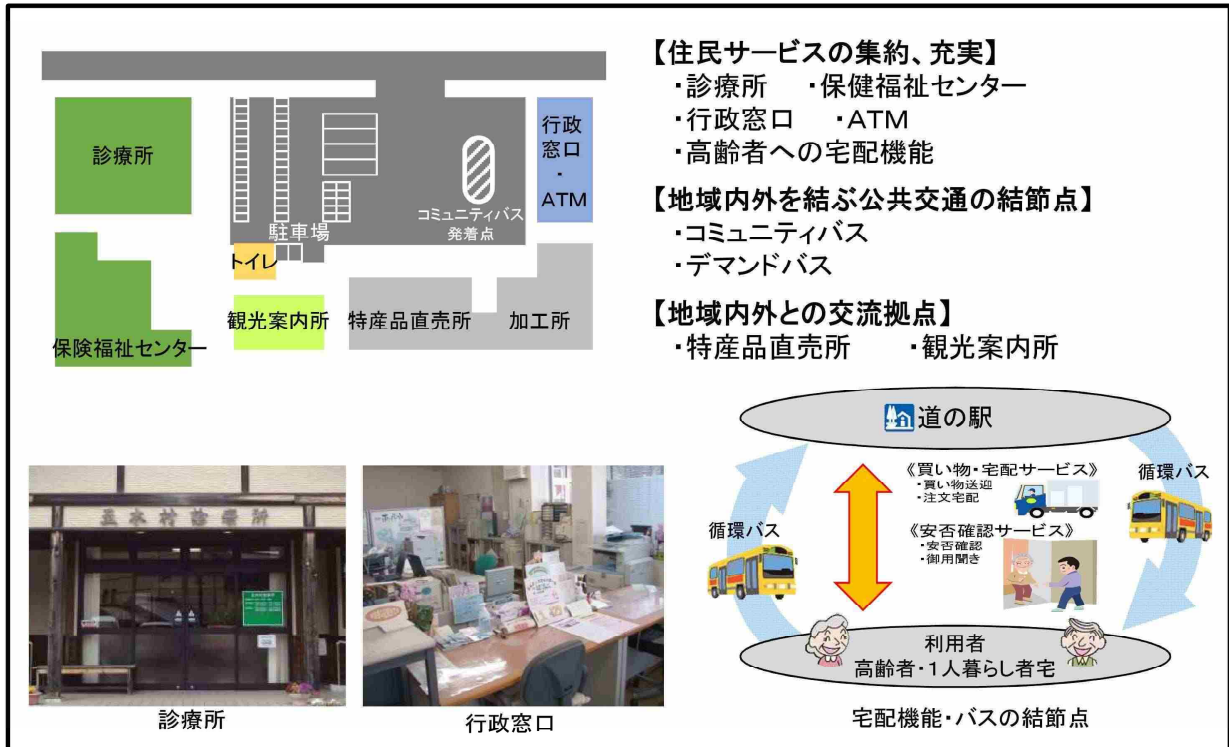 診療所
保険福祉センター
駐車場
トイレ
観光案内所
特産品直売所
加工所
コミュニティバス
発着点
行政
窓口
・
ATM
【住民サービスの集約、充実】
・診療所　・保健福祉センター
・行政窓口　・ATM
・高齢者への宅配機能
【地域内外を結ぶ公共交通の結節点】
・コミュニティバス
・デマンドバス
【地域内外との交流拠点】
・特産品直売所　・観光案内所
五木村診療所
診療所
行政窓口
道の駅
《買い物・宅配サービス》
・買い物送迎
・注文宅配
《安否確認サービス》
・安否確認
・御用聞き
循環バス
循環バス
利用者
高齢者・1人暮らし者宅
宅配機能・バスの結節点